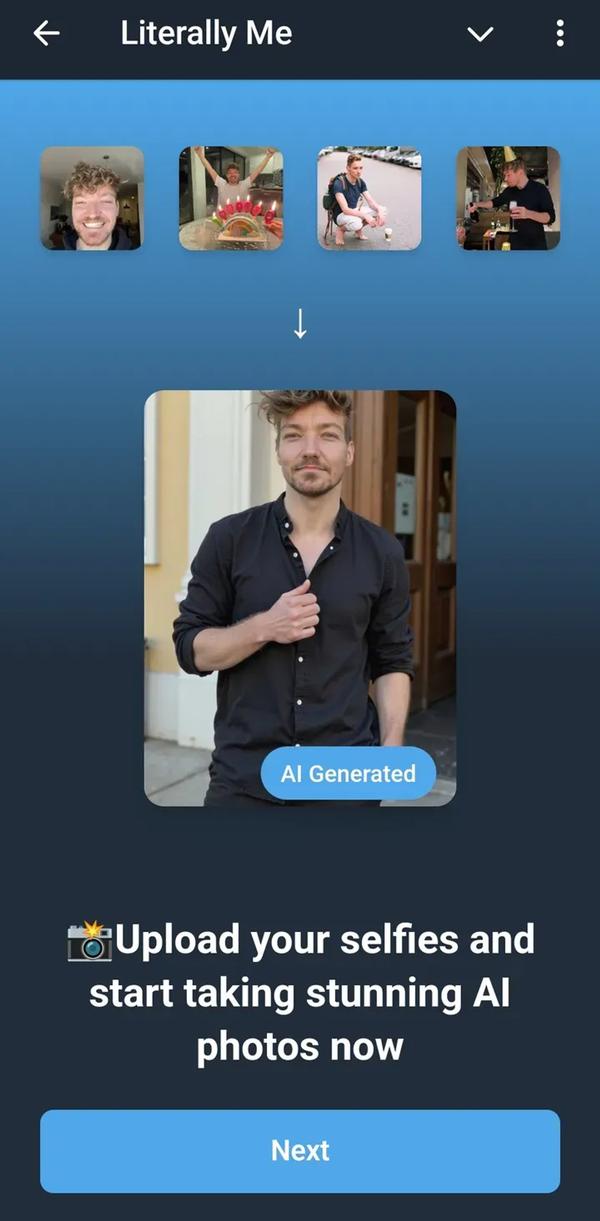 Literally Me
AI Generated
📸Upload your selfies and
start taking stunning AI
photos now
Next